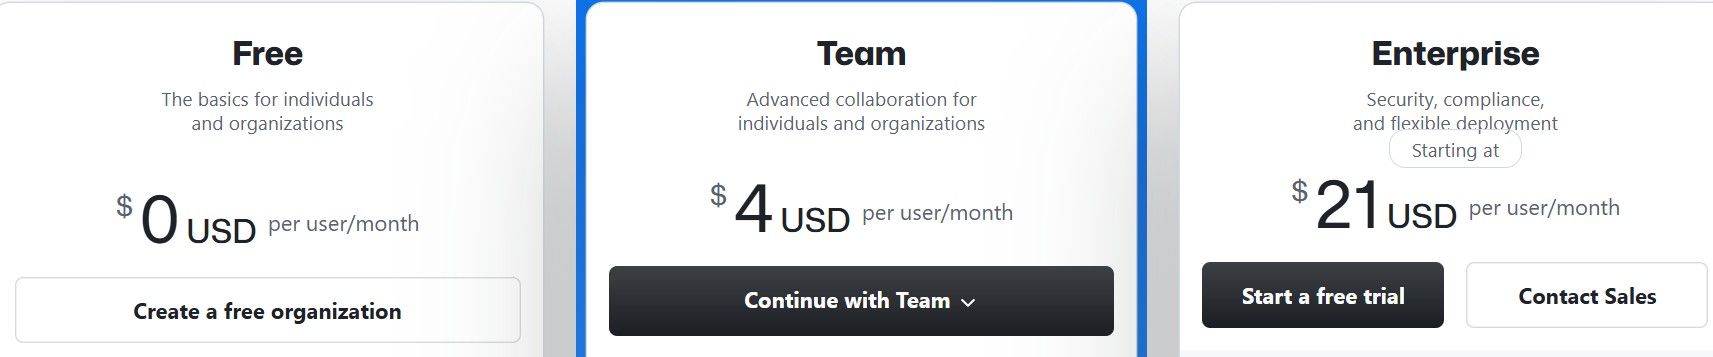 Free
The basics for individuals
and organizations
$ 0 USD per user/month
Create a free organization
Team
Advanced collaboration for
individuals and organizations
$ 4 USD per user/month
Continue with Team
Enterprise
Security, compliance,
and flexible deployment
Starting at
$ 21 USD per user/month
Start a free trial
Contact Sales